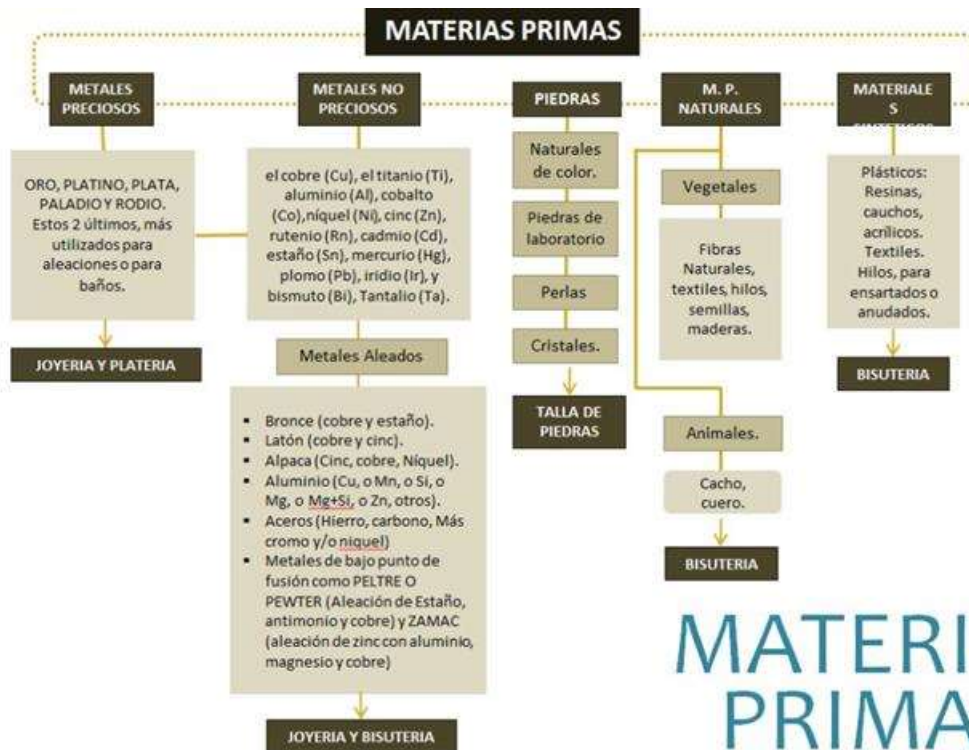 MATERIAS PRIMAS
METALES
PRECIOSOS
ORO, PLATINO, PLATA,
PALADIO Y RODIO.
Estos 2 últimos, más
utilizados para
aleaciones o para
baños.
JOYERIA Y PLATERIA
METALES NO
PRECIOSOS
el cobre (Cu), el titanio (Ti),
aluminio (Al), cobalto
(Co),níquel (Ni), cinc (Zn),
rutenio (Rn), cadmio (Cd),
estaño (Sn), mercurio (Hg),
plomo (Pb), iridio (Ir), y
bismuto (Bi), Tantalio (Ta).
Metales Aleados
▪ Bronce (cobre y estaño).
▪ Latón (cobre y cinc).
▪ Alpaca (Cinc, cobre, Níquel).
▪ Aluminio (Cu, o Mn, o Si, o
Mg, o Mg+Si, o Zn, otros).
▪ Aceros (Hierro, carbono, Más
cromo y/o niquel)
▪ Metales de bajo punto de
fusión como PELTRE O
PEWTER (Aleación de Estaño,
antimonio y cobre) y ZAMAC
(aleación de zinc con aluminio,
magnesio y cobre)
JOYERIA Y BISUTERIA
PIEDRAS
Naturales
de color.
Piedras de
laboratorio
Perlas
Cristales.
TALLA DE
PIEDRAS
M. P.
NATURALES
Vegetales
Fibras
Naturales,
textiles, hilos,
semillas,
maderas.
Animales.
Cacho,
cuero.
BISUTERIA
MATERIALE
S
Plásticos:
Resinas,
cauchos,
acrílicos.
Textiles.
Hilos, para
ensartados o
anudados.
BISUTERIA
MATERI
PRIMA